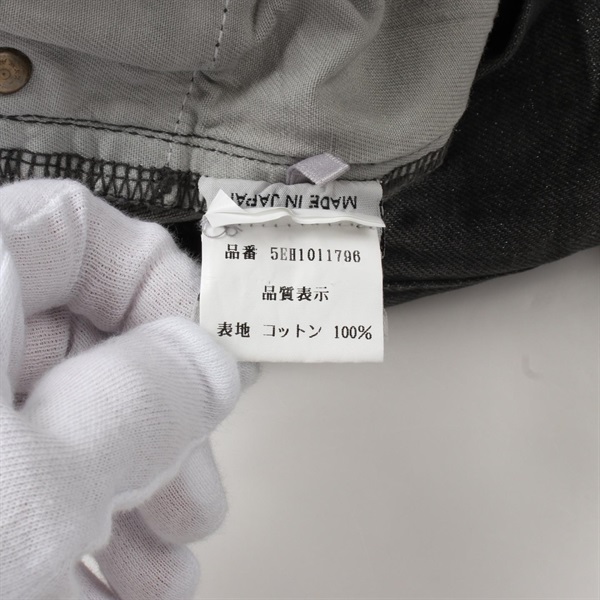 MADE IN JAPAN
品番 5EH1011796
品質表示
表地 コットン 100%